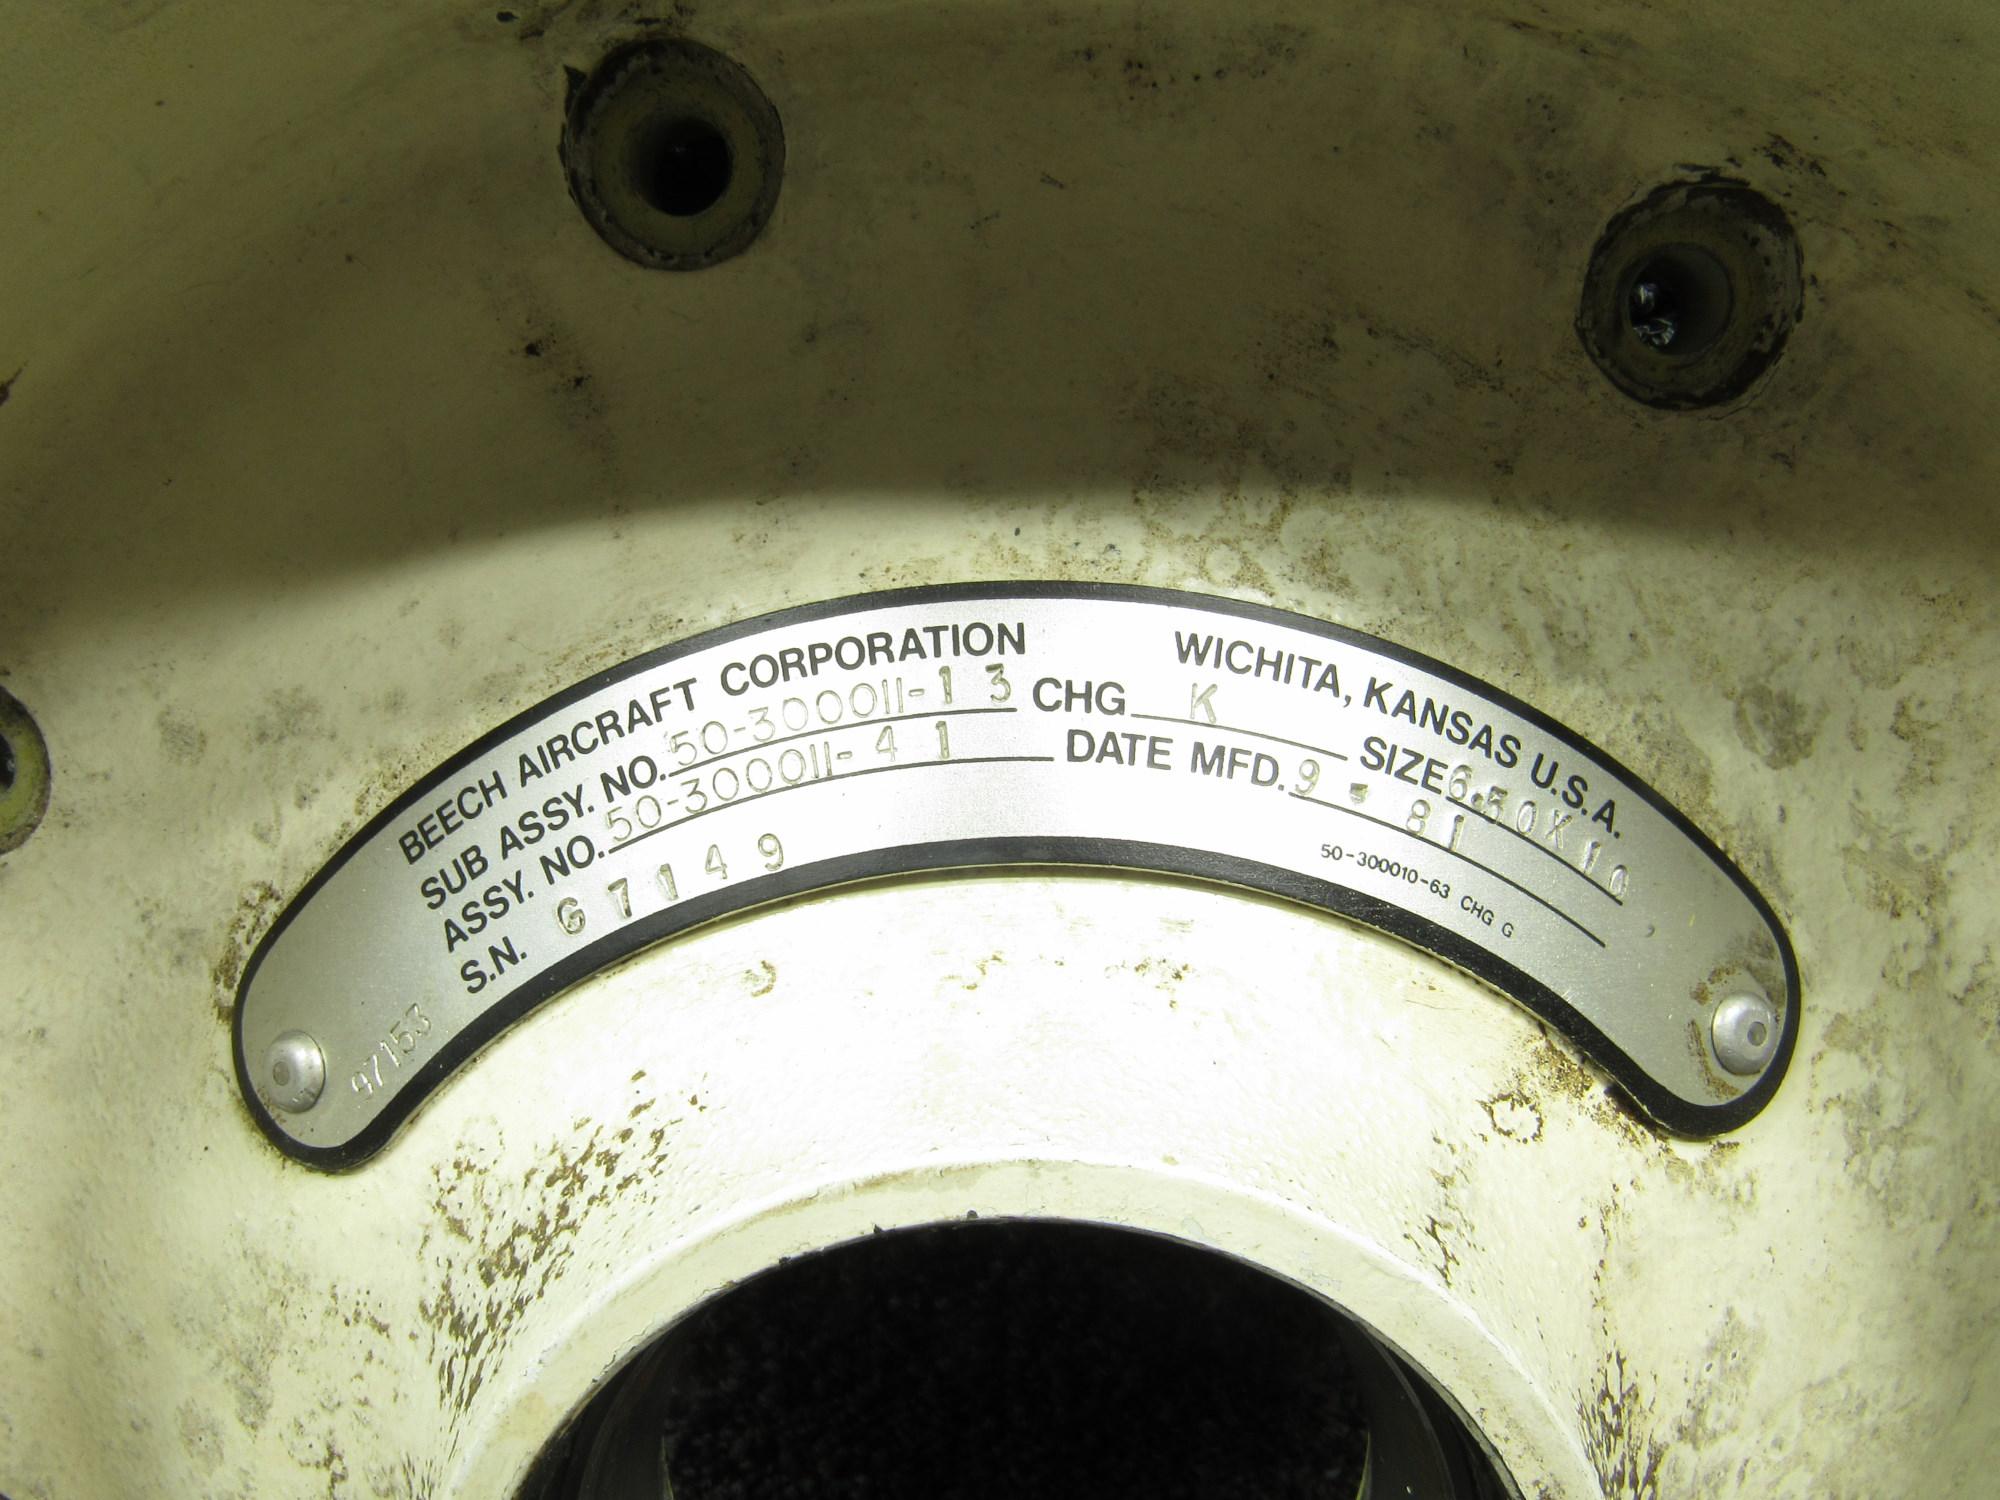 BEECH AIRCRAFT CORPORATION WICHITA, KANSAS U.S.A.
SUB ASSY. NO. 50-300011-13 CHG K SIZE 6.50X10
ASSY. NO. 50-300011-41 DATE MFD. 9-81
S.N. G7149
50-300010-63 CHG G
97153